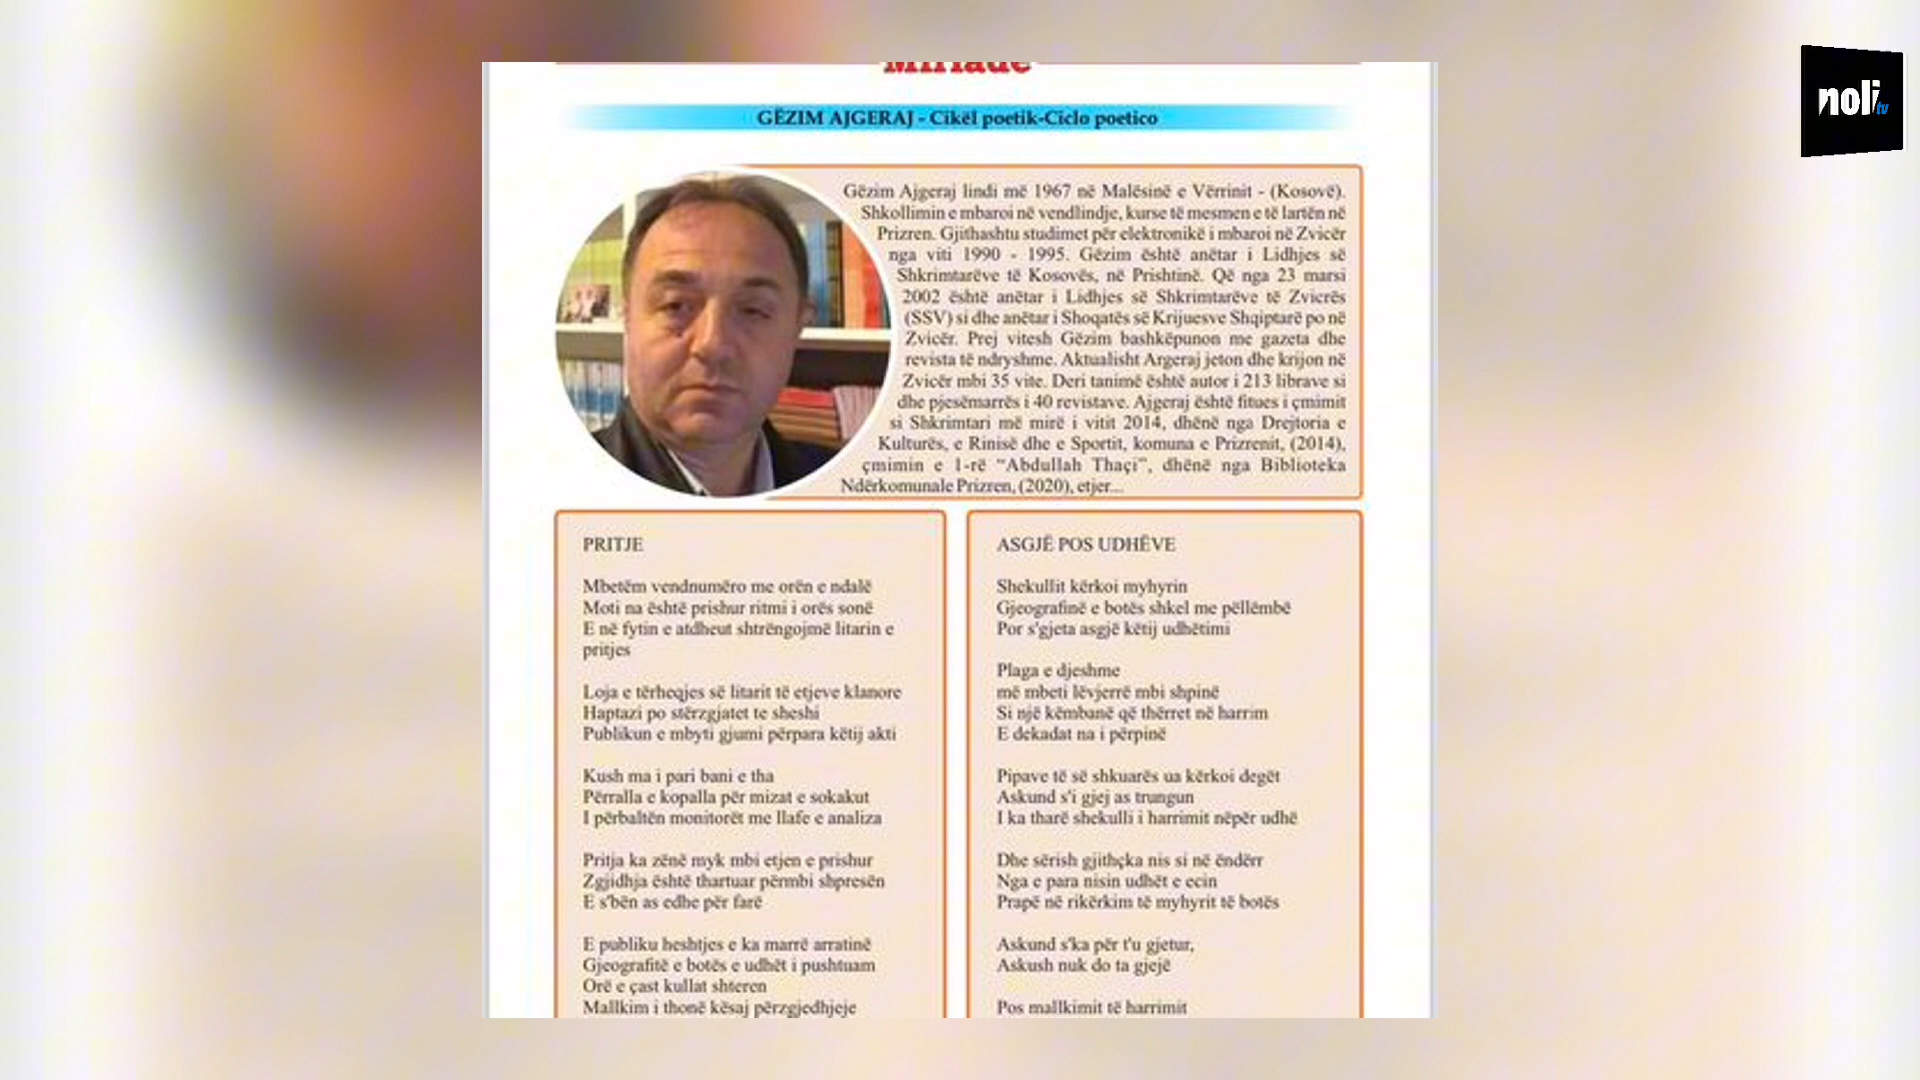 GËZIM AJGERAJ - Cikël poetik-Ciclo poetico
noli tv
Gëzim Ajgeraj lindi më 1967 në Malësinë e Vërrinit - (Kosovë).
Shkollimin e mbaroi në vendlindje, kurse të mesmen e të lartën në
Prizren. Gjithashtu studimet për elektronikë i mbaroi në Zvicër
nga viti 1990 - 1995. Gëzim është anëtar i Lidhjes së
Shkrimtarëve të Kosovës, në Prishtinë. Që nga 23 marsi
2002 është anëtar i Lidhjes së Shkrimtarëve të Zvicrës
(SSV) si dhe anëtar i Shoqatës së Krijuesve Shqiptarë po në
Zvicër. Prej vitesh Gëzim bashkëpunon me gazeta dhe
revista të ndryshme. Aktualisht Argeraj jeton dhe krijon në
Zvicër mbi 35 vite. Deri tanimë është autor i 213 librave si
dhe pjesëmarrës i 40 revistave. Ajgeraj është fitues i çmimit
si Shkrimtari më mirë i vitit 2014, dhënë nga Drejtoria e
Kulturës, e Rinisë dhe e Sportit, komuna e Prizrenit, (2014),
çmimin e 1-rë “Abdullah Thaçi”, dhënë nga Biblioteka
Ndërkomunale Prizren, (2020), etjer...
PRITJE
Mbetëm vendnumëro me orën e ndalë
Moti na është prishur ritmi i orës sonë
E në fytin e atdheut shtrëngojmë litarin e
pritjes
Loja e tërheqjes së litarit të etjeve klanore
Haptazi po stërzgjatet te sheshi
Publikun e mbyti gjumi përpara këtij akti
Kush ma i pari bani e tha
Përralla e kopalla për mizat e sokakut
I përbaltën monitorët me llafe e analiza
Pritja ka zënë myk mbi etjen e prishur
Zgjidhja është thartuar përmbi shpresën
E s'bën as edhe për farë
E publiku heshtjes e ka marrë arratinë
Gjeografitë e botës e udhët i pushtuam
Orë e çast kullat shteren
Mallkim i thonë kësaj përzgjedhjeje
ASGJË POS UDHËVE
Shekullit kërkoi myhyrin
Gjeografinë e botës shkel me pëllëmbë
Por s'gjeta asgjë këtij udhëtimi
Plaga e djeshme
më mbeti lëvjerrë mbi shpinë
Si një këmbanë që thërret në harrim
E dekadat na i përpinë
Pipave të së shkuarës ua kërkoi degët
Askund s'i gjej as trungun
I ka tharë shekulli i harrimit nëpër udhë
Dhe sërish gjithçka nis si në ëndërr
Nga e para nisin udhët e ecin
Prapë në rikërkim të myhyrit të botës
Askund s'ka për t'u gjetur,
Askush nuk do ta gjejë
Pos mallkimit të harrimit